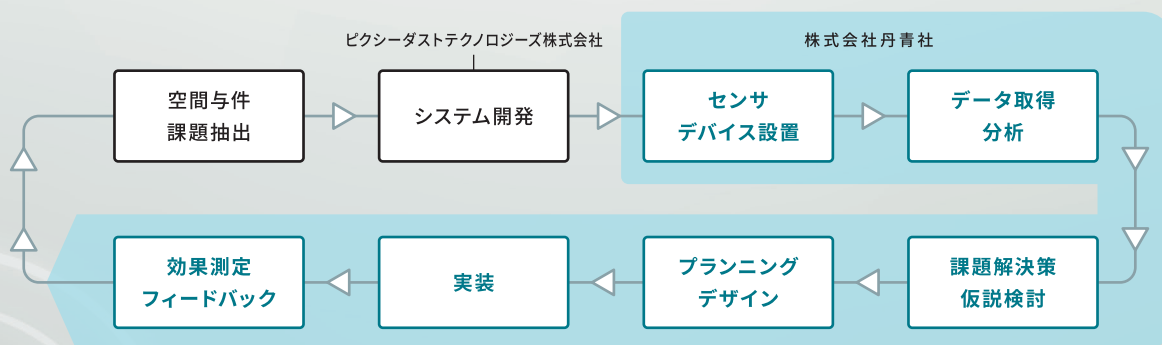 ピクシーダストテクノロジーズ株式会社
株式会社丹青社
空間与件
課題抽出
システム開発
センサ
デバイス設置
データ取得
分析
効果測定
フィードバック
実装
プランニング
デザイン
課題解決策
仮説検討